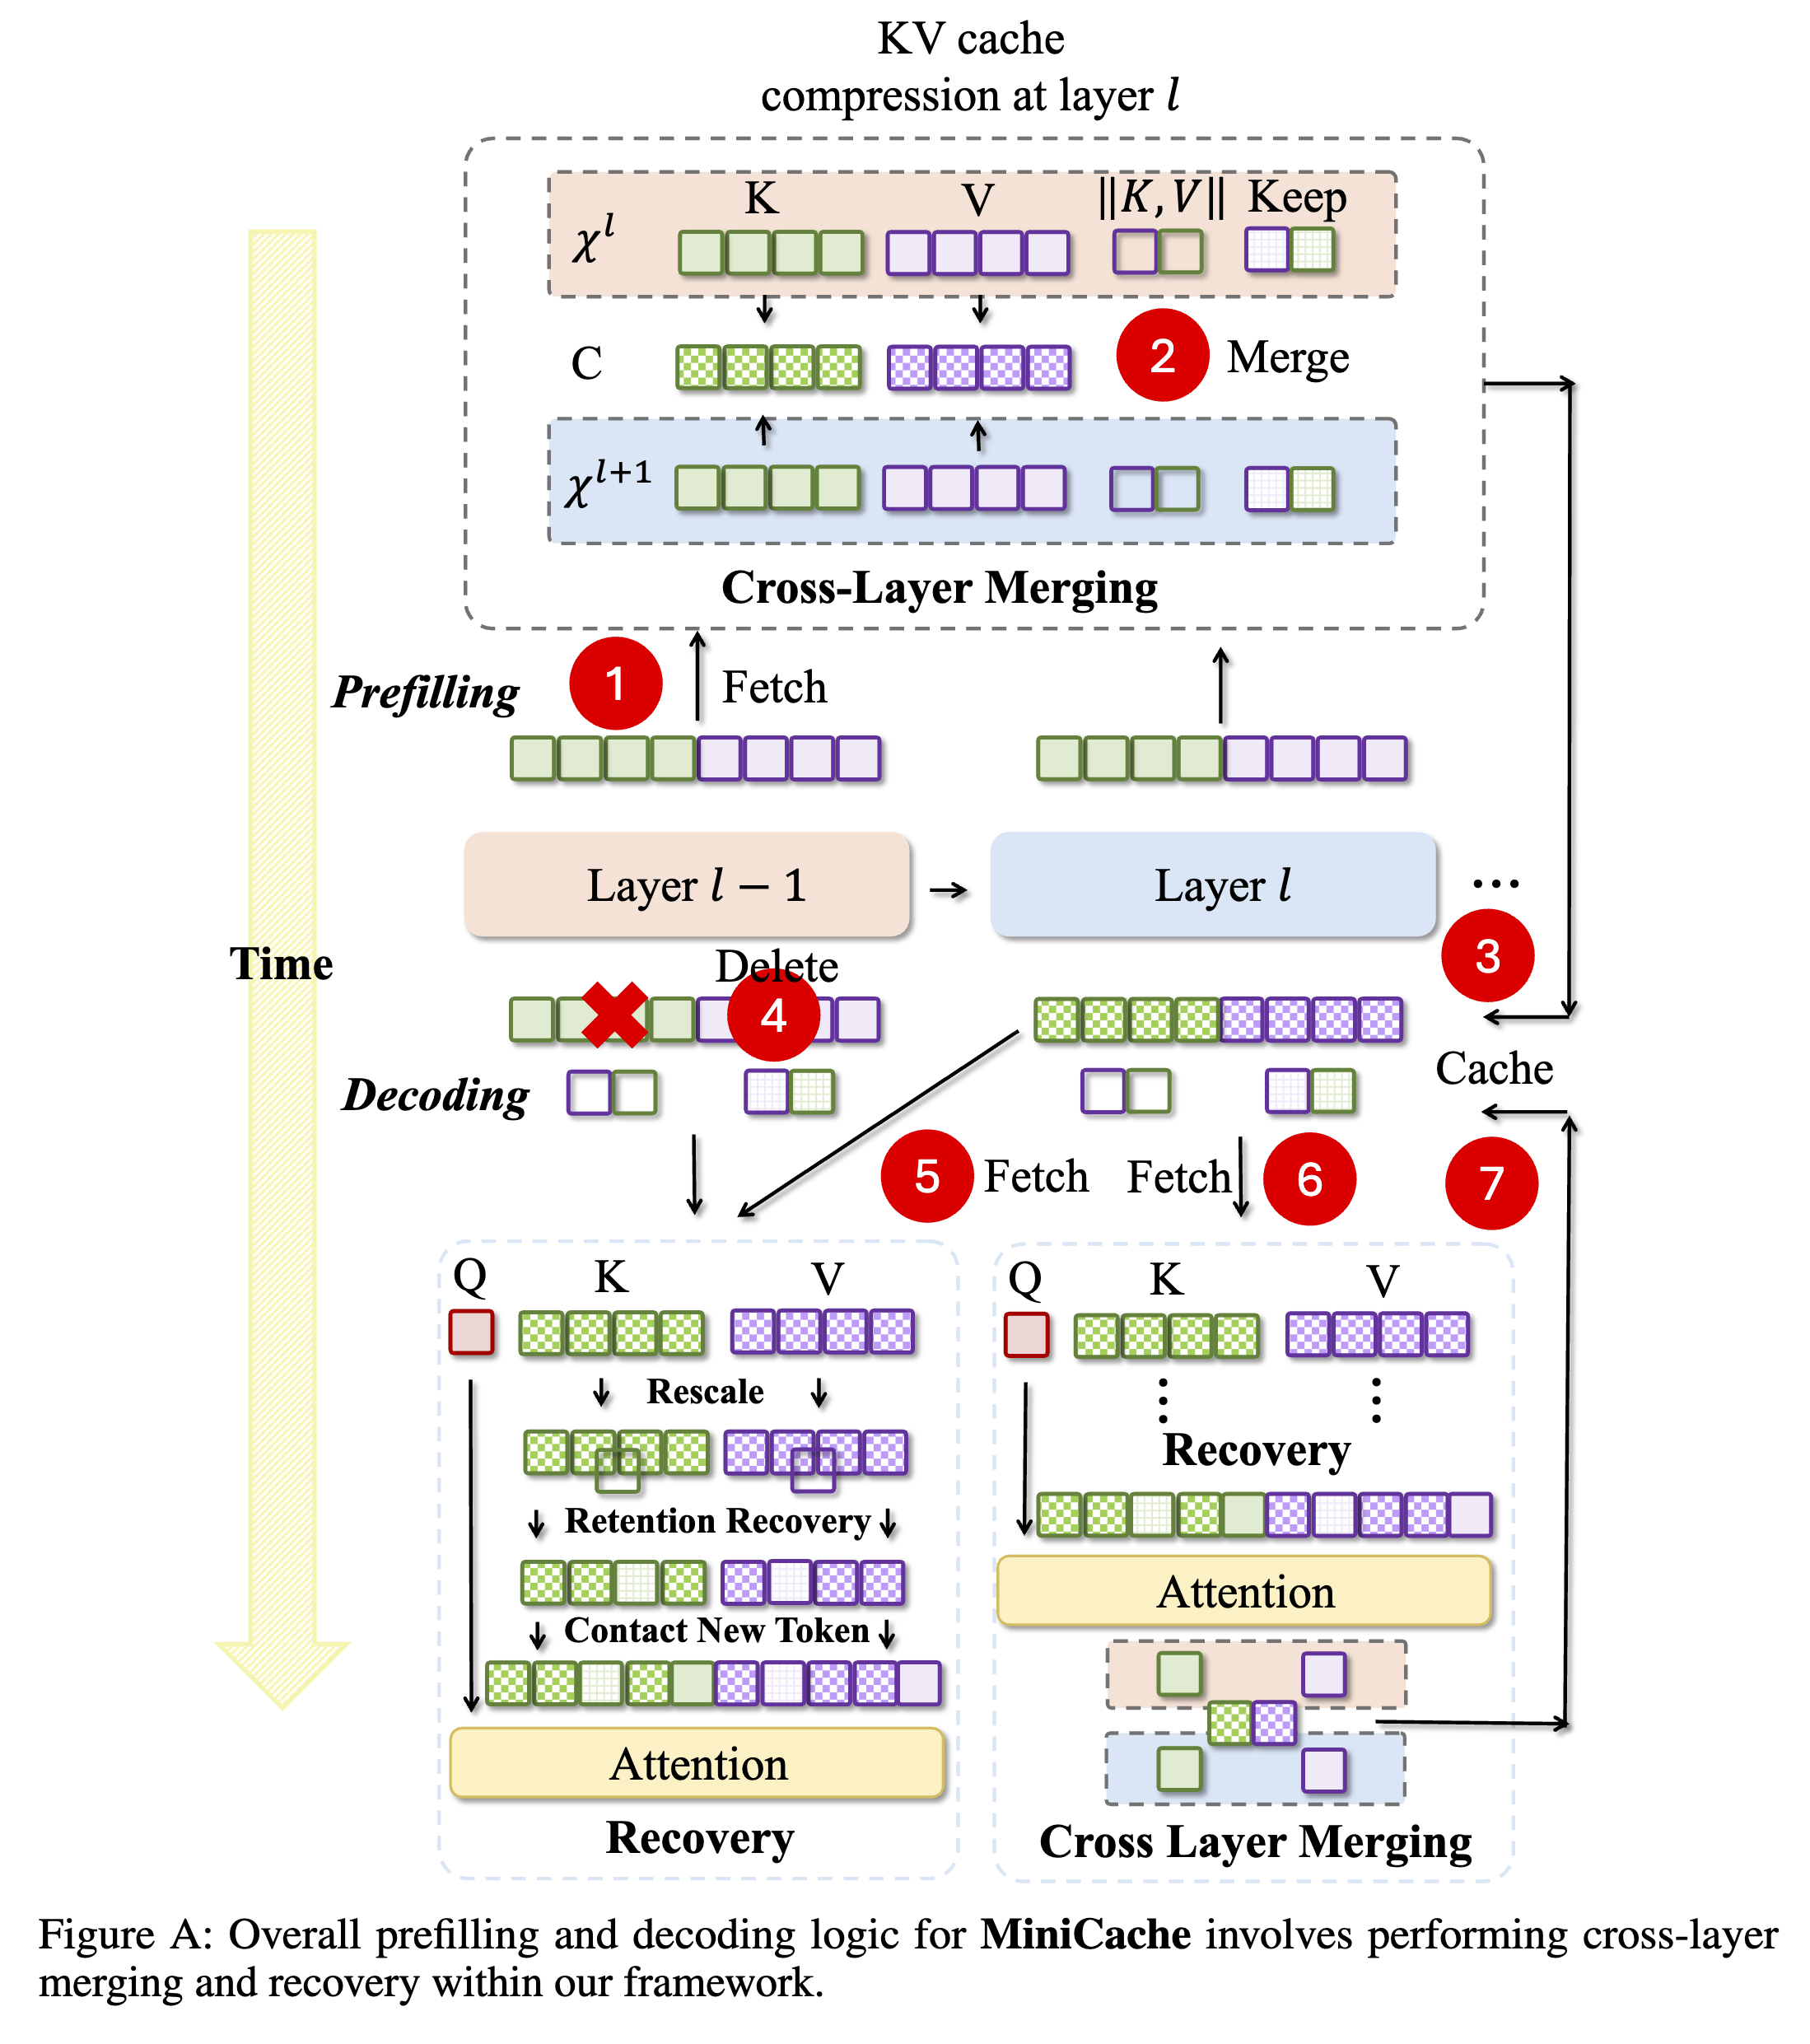 KV cache
compression at layer l
K V ‖K, V‖ Keep
χ^l
C 2 Merge
χ^{l+1}
Cross-Layer Merging
Prefilling 1 Fetch
Layer l − 1 Layer l ...
3
Time
Delete
4
Cache
Decoding
5 Fetch Fetch 6 7
Q K V Q K V
Rescale
Recovery
Retention Recovery
Attention
Contact New Token
Attention
Recovery Cross Layer Merging
Figure A: Overall prefilling and decoding logic for MiniCache involves performing cross-layer
merging and recovery within our framework.